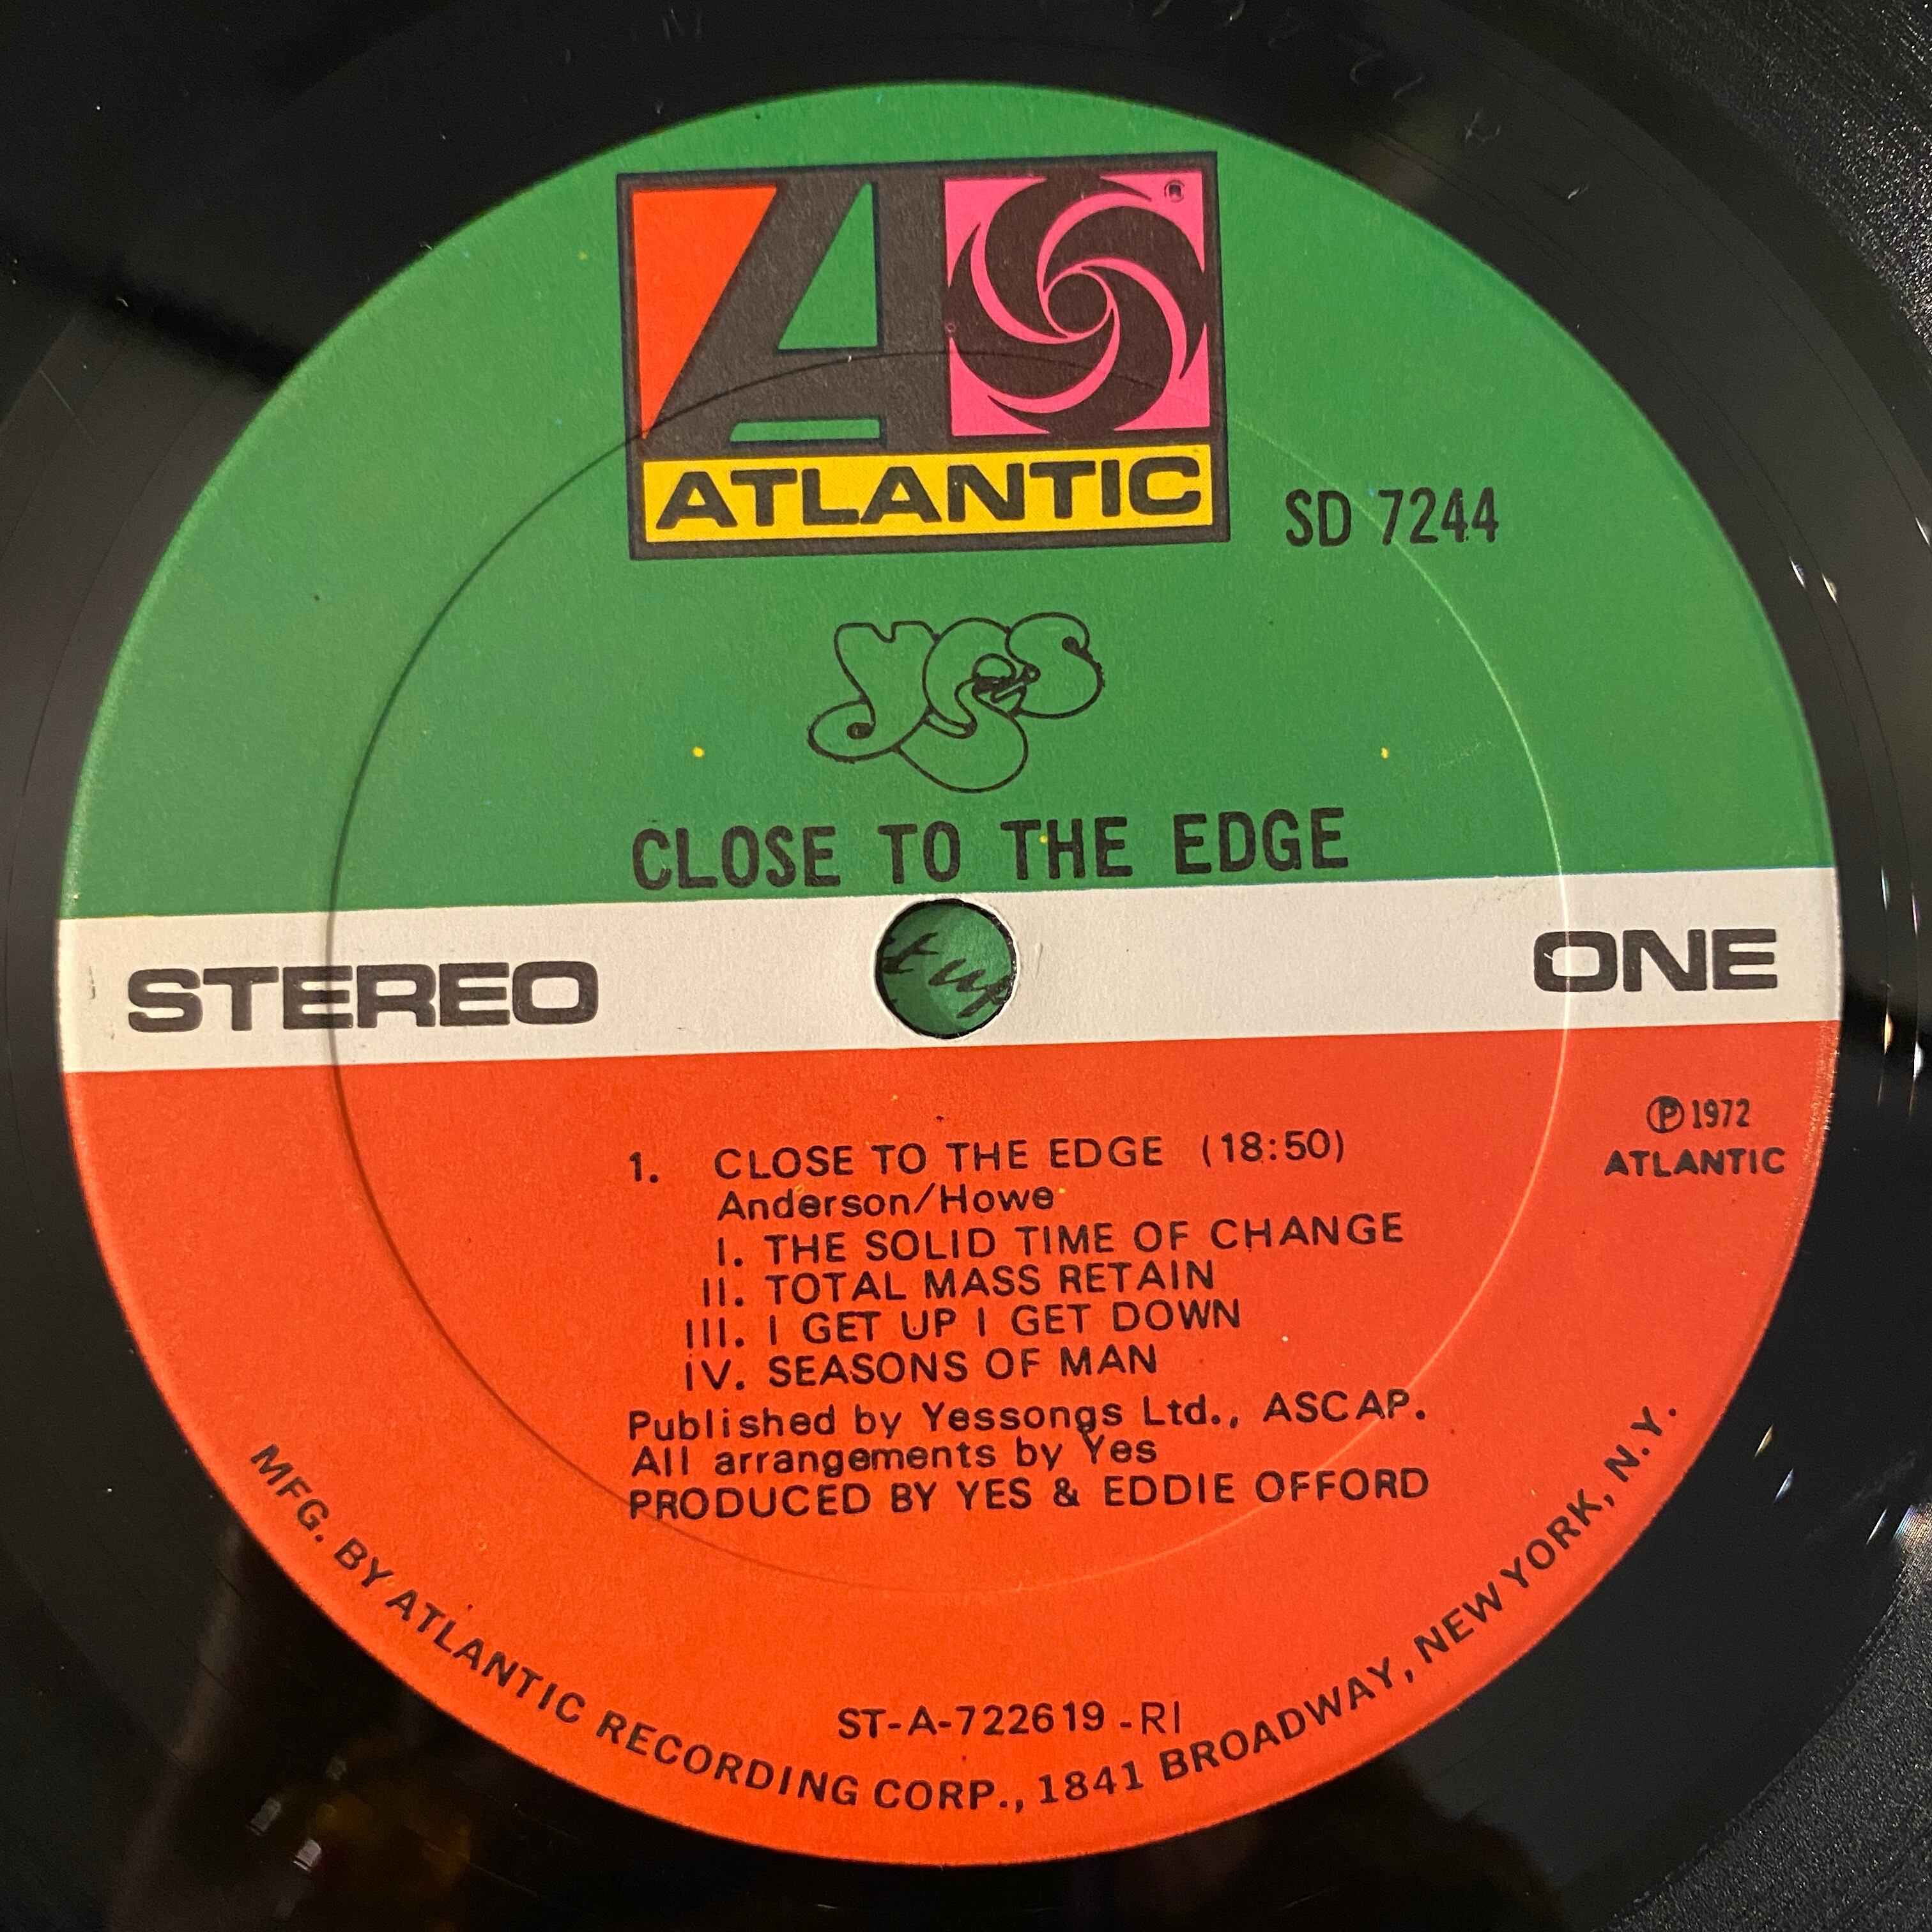 ATLANTIC
SD 7244
yes
CLOSE TO THE EDGE
STEREO
ONE
t up
℗1972
ATLANTIC
1. CLOSE TO THE EDGE (18:50)
Anderson/Howe
I. THE SOLID TIME OF CHANGE
II. TOTAL MASS RETAIN
III. I GET UP I GET DOWN
IV. SEASONS OF MAN
Published by Yessongs Ltd., ASCAP.
All arrangements by Yes
PRODUCED BY YES & EDDIE OFFORD
ST-A-722619-RI
MFG. BY ATLANTIC RECORDING CORP., 1841 BROADWAY, NEW YORK, N.Y.